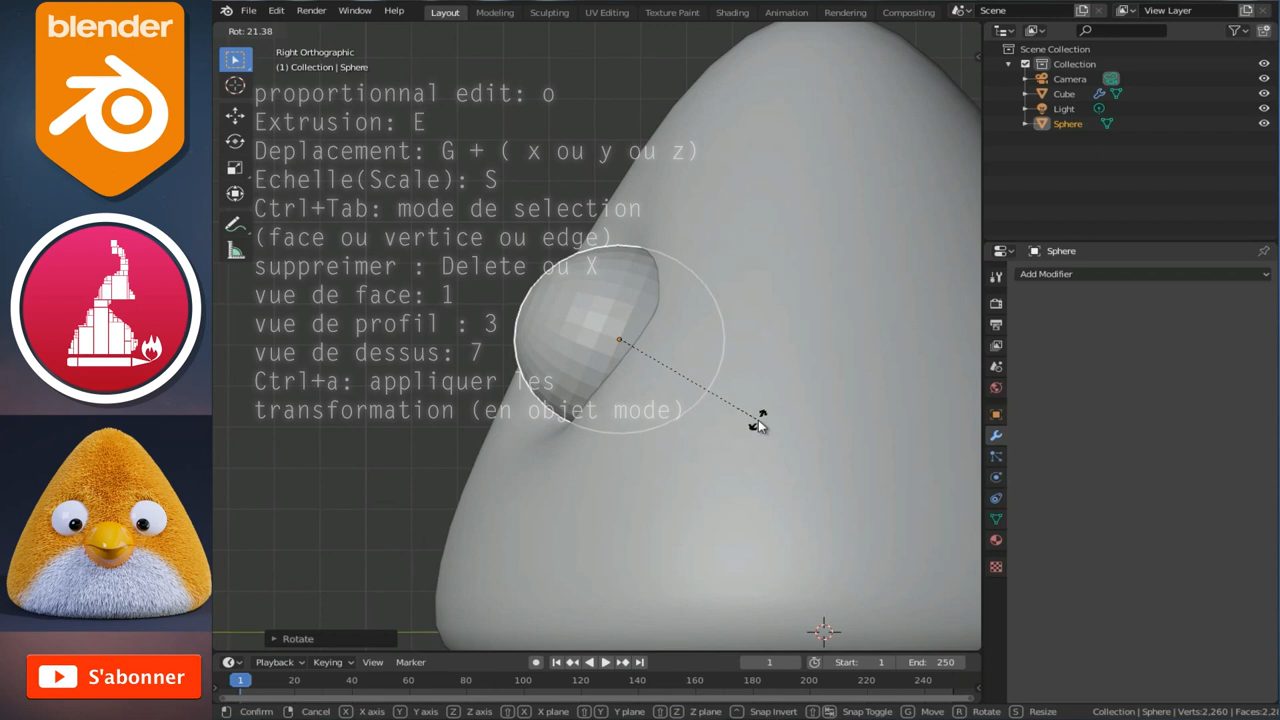 blender
S'abonner
File Edit Render Window Help
Layout Modeling Sculpting UV Editing Texture Paint Shading Animation Rendering Compositing
Scene
View Layer
Rot: 21.38
Right Orthographic
(1) Collection | Sphere
proportionnal edit: o
Extrusion: E
Deplacement: G + ( x ou y ou z)
Echelle(Scale): S
Ctrl+Tab: mode de selection
(face ou vertice ou edge)
suppreimer : Delete ou X
vue de face: 1
vue de profil : 3
vue de dessus: 7
Ctrl+a: appliquer les
transformation (en objet mode)
Rotate
Scene Collection
Collection
Camera
Cube
Light
Sphere
Sphere
Add Modifier
Playback Keying View Marker
1
Start: 1
End: 250
1 20 40 60 80 100 120 140 160 180 200 220 240
Confirm Cancel X X axis Y Y axis Z Z axis X X plane Y Y plane Z Z plane Snap Invert Snap Toggle G Move R Rotate S Resize
Collection | Sphere | Verts:2,260 | Faces:2,2